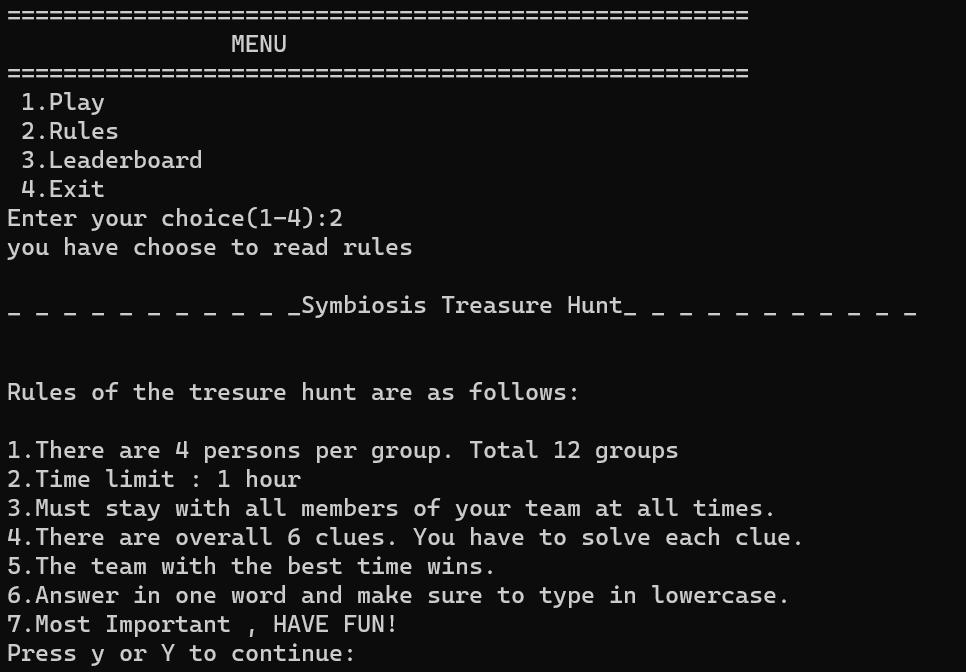 =====================================================
                MENU
=====================================================
 1.Play
 2.Rules
 3.Leaderboard
 4.Exit
Enter your choice(1-4):2
you have choose to read rules
_ _ _ _ _ _ _ _ _ _ _Symbiosis Treasure Hunt_ _ _ _ _ _ _ _ _ _ _
Rules of the tresure hunt are as follows:
1.There are 4 persons per group. Total 12 groups
2.Time limit : 1 hour
3.Must stay with all members of your team at all times.
4.There are overall 6 clues. You have to solve each clue.
5.The team with the best time wins.
6.Answer in one word and make sure to type in lowercase.
7.Most Important , HAVE FUN!
Press y or Y to continue: